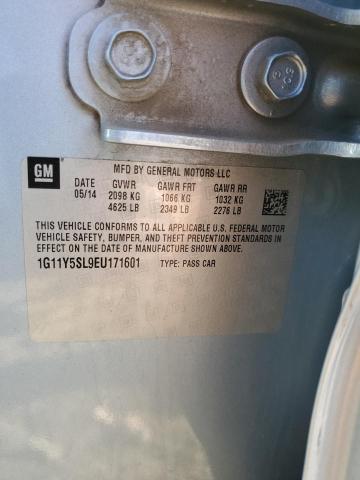 GM
MFD BY GENERAL MOTORS LLC
DATE GVWR GAWR FRT GAWR RR
05/14 2098 KG 1066 KG 1032 KG
4625 LB 2349 LB 2276 LB
THIS VEHICLE CONFORMS TO ALL APPLICABLE U.S. FEDERAL MOTOR
VEHICLE SAFETY, BUMPER, AND THEFT PREVENTION STANDARDS IN
EFFECT ON THE DATE OF MANUFACTURE SHOWN ABOVE.
1G11Y5SL9EU171601 TYPE: PASS CAR